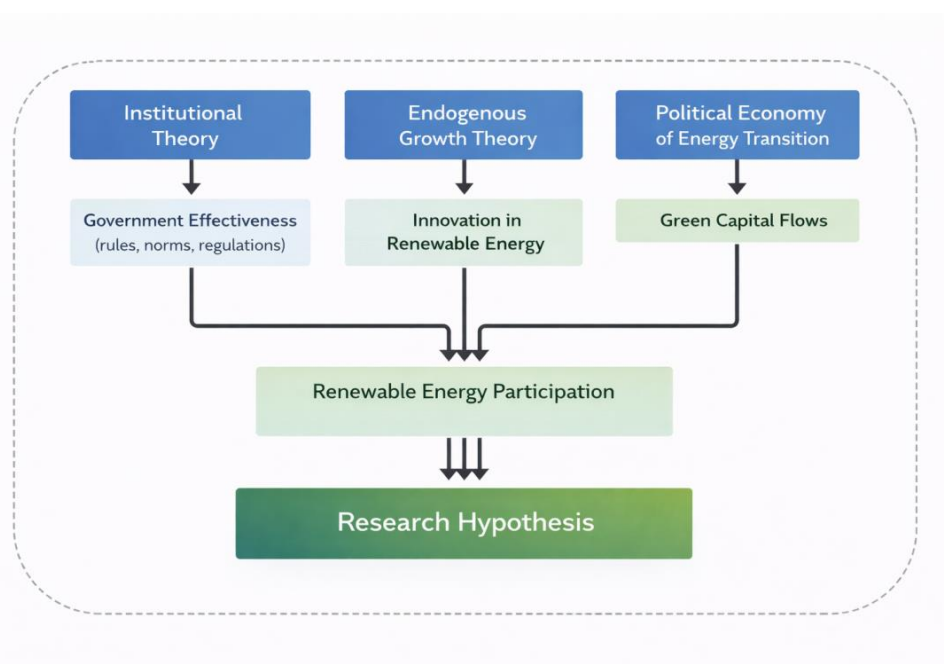 Institutional
Theory
Endogenous
Growth Theory
Political Economy
of Energy Transition
Government Effectiveness
(rules, norms, regulations)
Innovation in
Renewable Energy
Green Capital Flows
Renewable Energy Participation
Research Hypothesis